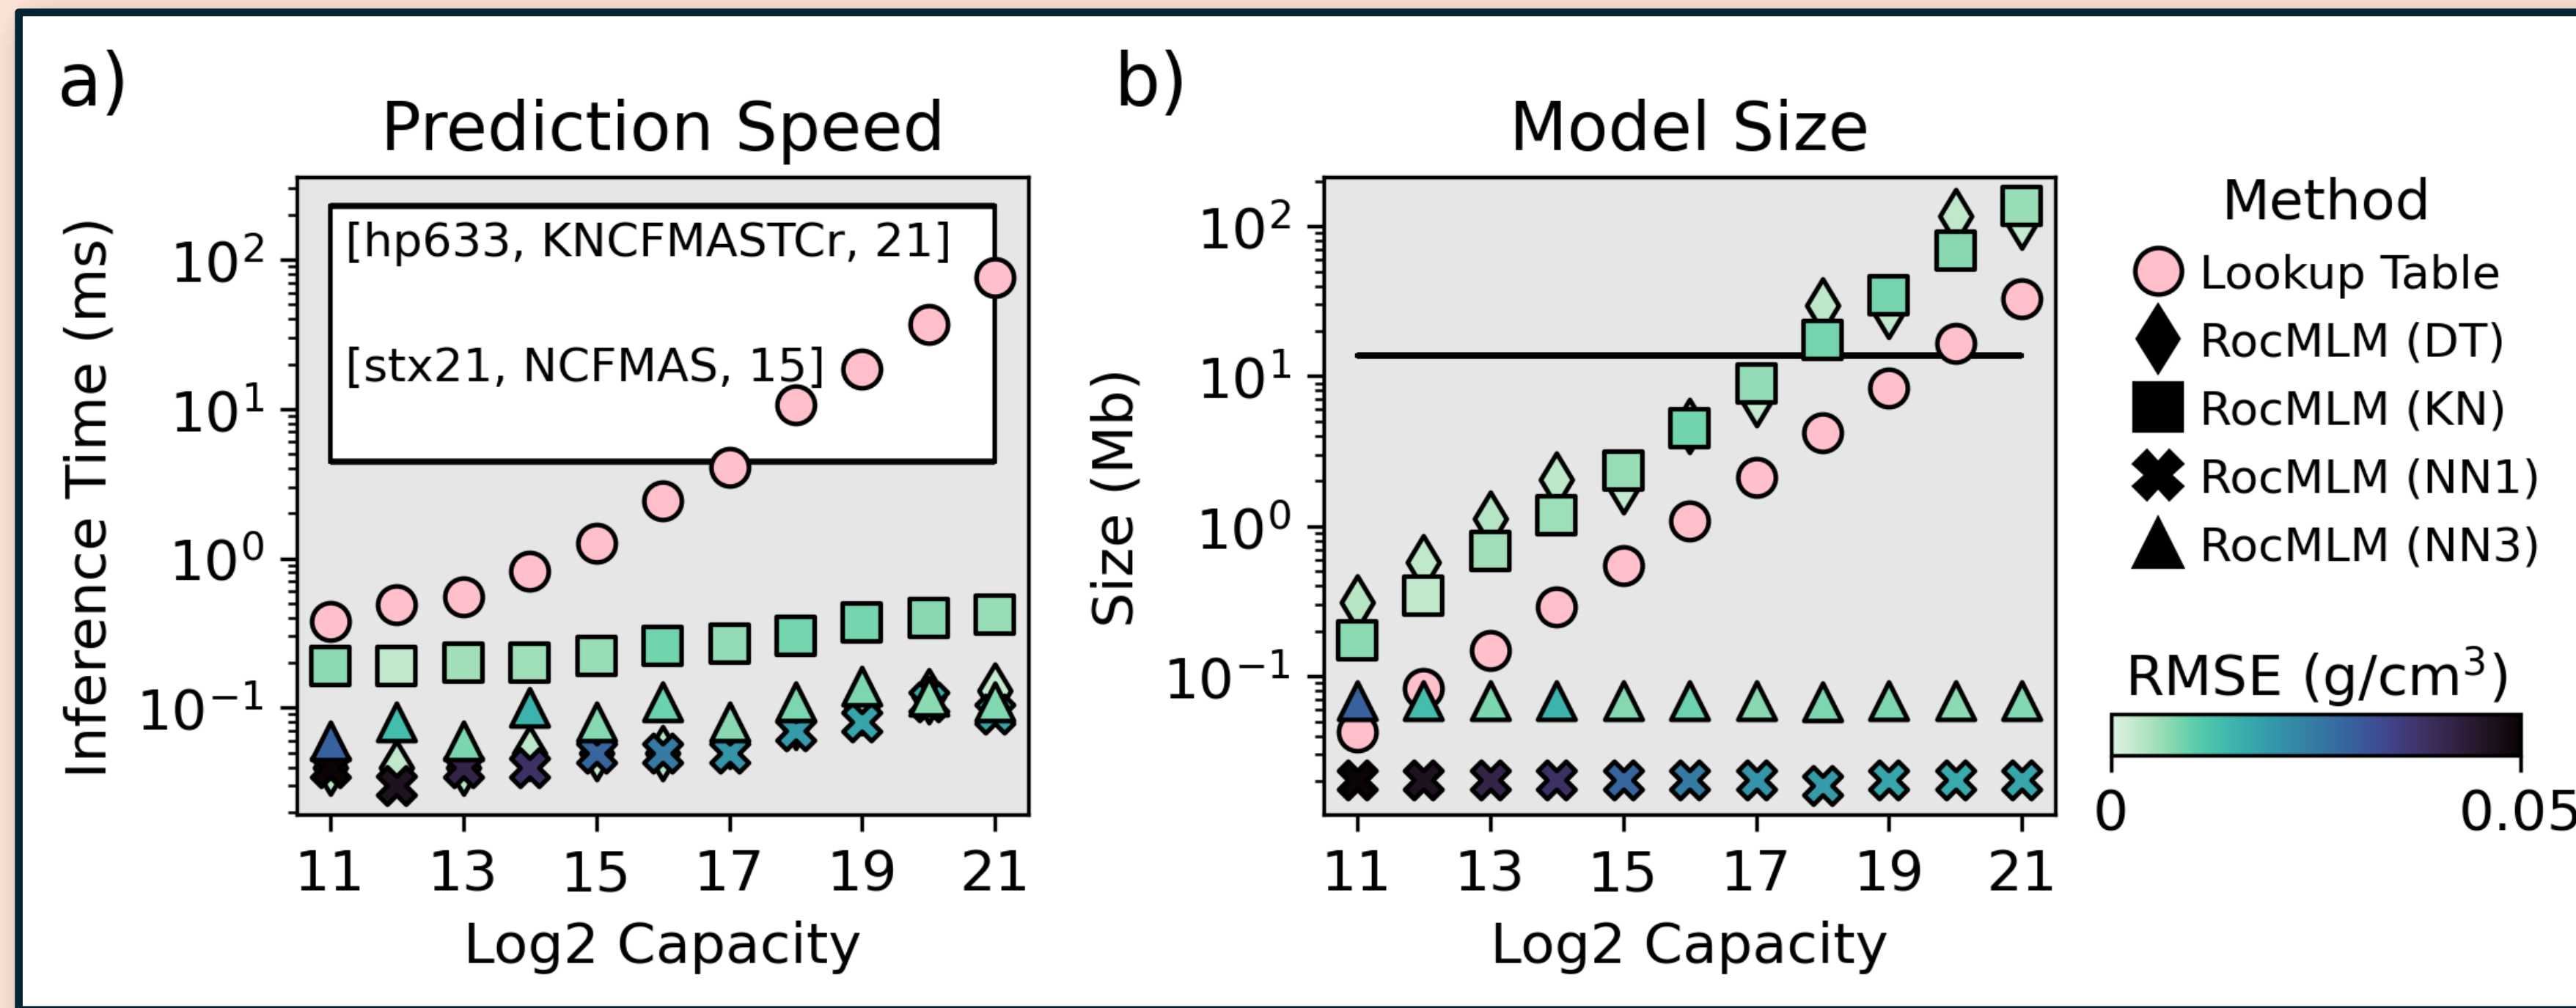 a)
Prediction Speed
Inference Time (ms)
10²
10¹
10⁰
10⁻¹
[hp633, KNCFMASTCr, 21]
[stx21, NCFMAS, 15]
11 13 15 17 19 21
Log2 Capacity
b)
Model Size
Size (Mb)
10²
10¹
10⁰
10⁻¹
11 13 15 17 19 21
Log2 Capacity
Method
Lookup Table
RocMLM (DT)
RocMLM (KN)
RocMLM (NN1)
RocMLM (NN3)
RMSE (g/cm³)
0 0.05